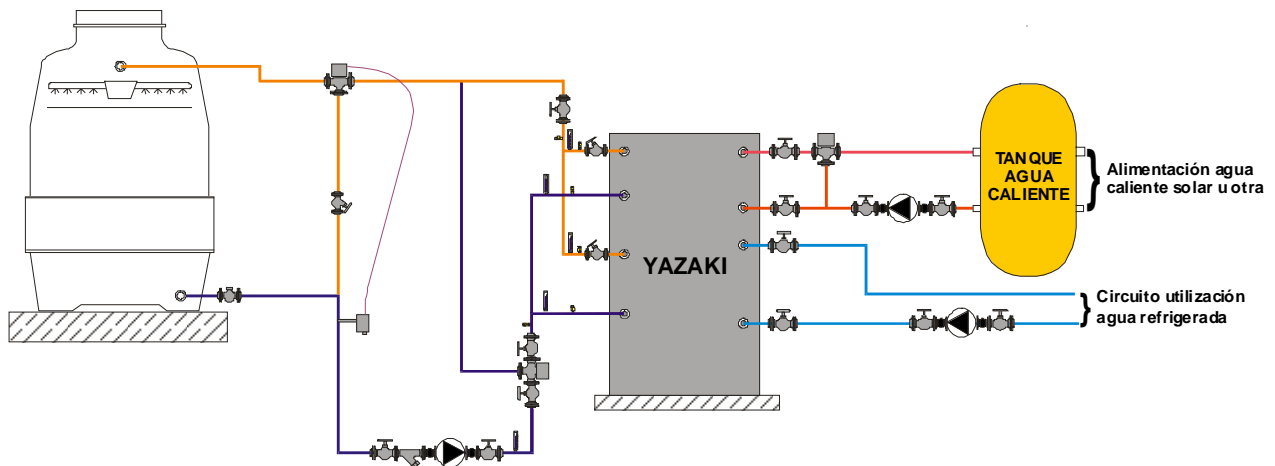 YAZAKI
TANQUE
AGUA
CALIENTE
Alimentación agua
caliente solar u otra
Circuito utilización
agua refrigerada